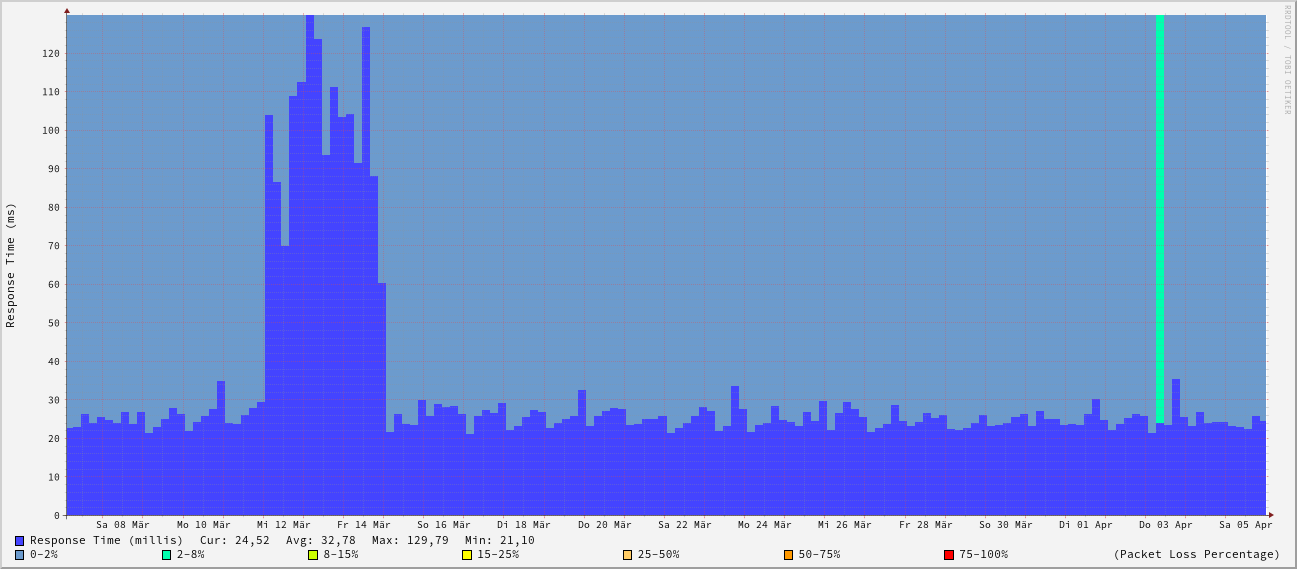 RRDTOOL / TOBI OETIKER
Response Time (ms)
120
110
100
90
80
70
60
50
40
30
20
10
0
Sa 08 Mär Mo 10 Mär Mi 12 Mär Fr 14 Mär So 16 Mär Di 18 Mär Do 20 Mär Sa 22 Mär Mo 24 Mär Mi 26 Mär Fr 28 Mär So 30 Mär Di 01 Apr Do 03 Apr Sa 05 Apr
Response Time (millis) Cur: 24,52 Avg: 32,78 Max: 129,79 Min: 21,10
0-2% 2-8% 8-15% 15-25% 25-50% 50-75% 75-100% (Packet Loss Percentage)